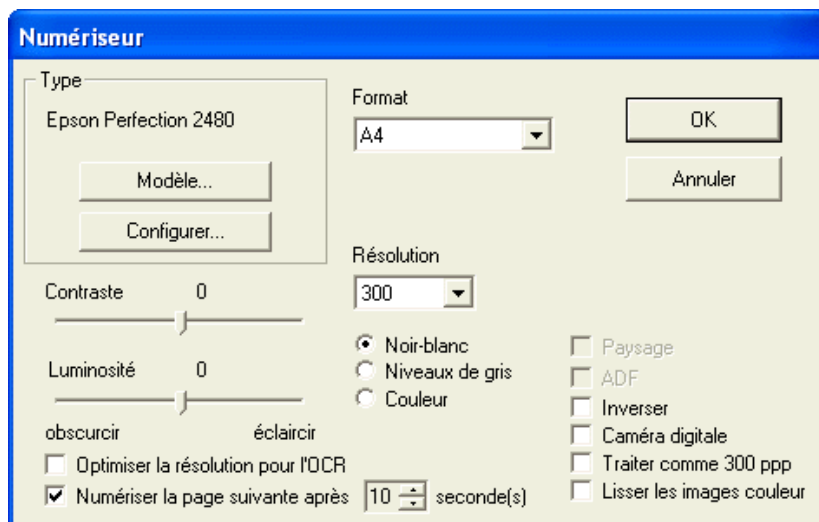 Numériseur
Type
Epson Perfection 2480
Modèle...
Configurer...
Format
A4
OK
Annuler
Résolution
300
Contraste 0
Luminosité 0
obscurcir éclaircir
Noir-blanc
Niveaux de gris
Couleur
Paysage
ADF
Inverser
Caméra digitale
Traiter comme 300 ppp
Lisser les images couleur
Optimiser la résolution pour l'OCR
Numériser la page suivante après 10 seconde(s)